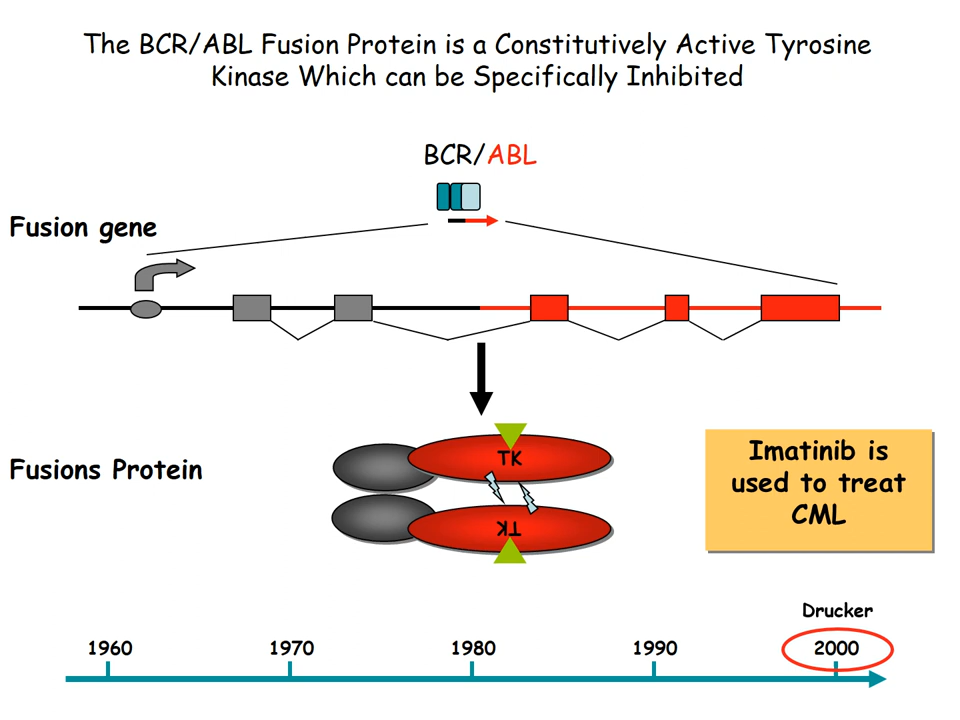 The BCR/ABL Fusion Protein is a Constitutively Active Tyrosine
Kinase Which can be Specifically Inhibited
BCR/ABL
Fusion gene
TK
Fusions Protein
TK
Imatinib is
used to treat
CML
Drucker
1960 1970 1980 1990 2000